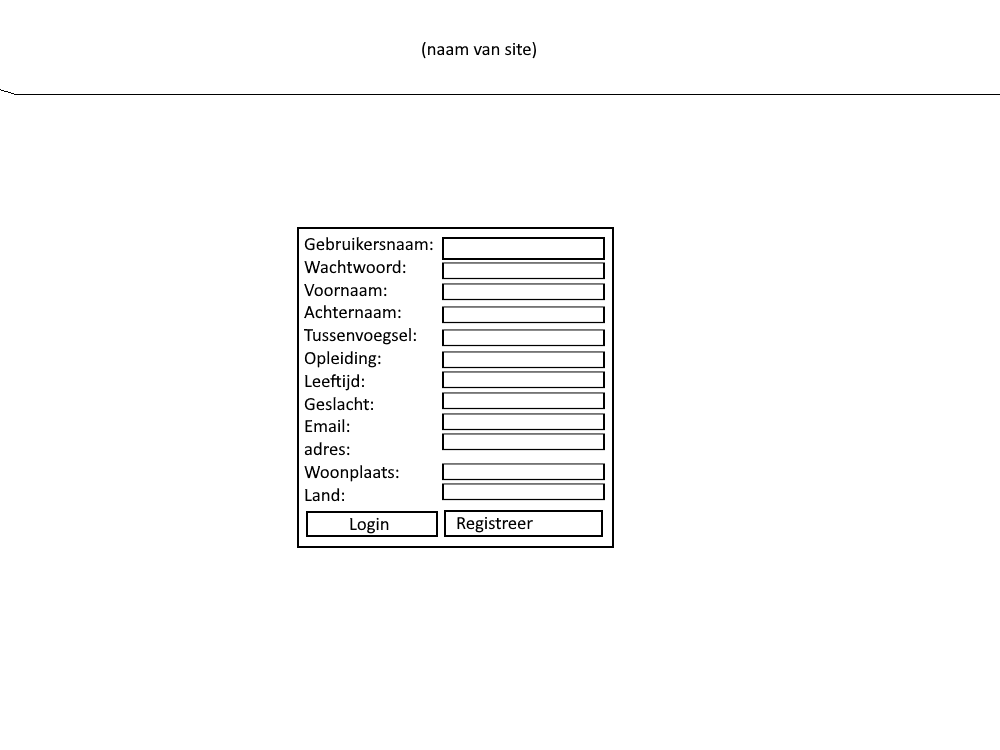 (naam van site)
Gebruikersnaam:
Wachtwoord:
Voornaam:
Achternaam:
Tussenvoegsel:
Opleiding:
Leeftijd:
Geslacht:
Email:
adres:
Woonplaats:
Land:
Login Registreer